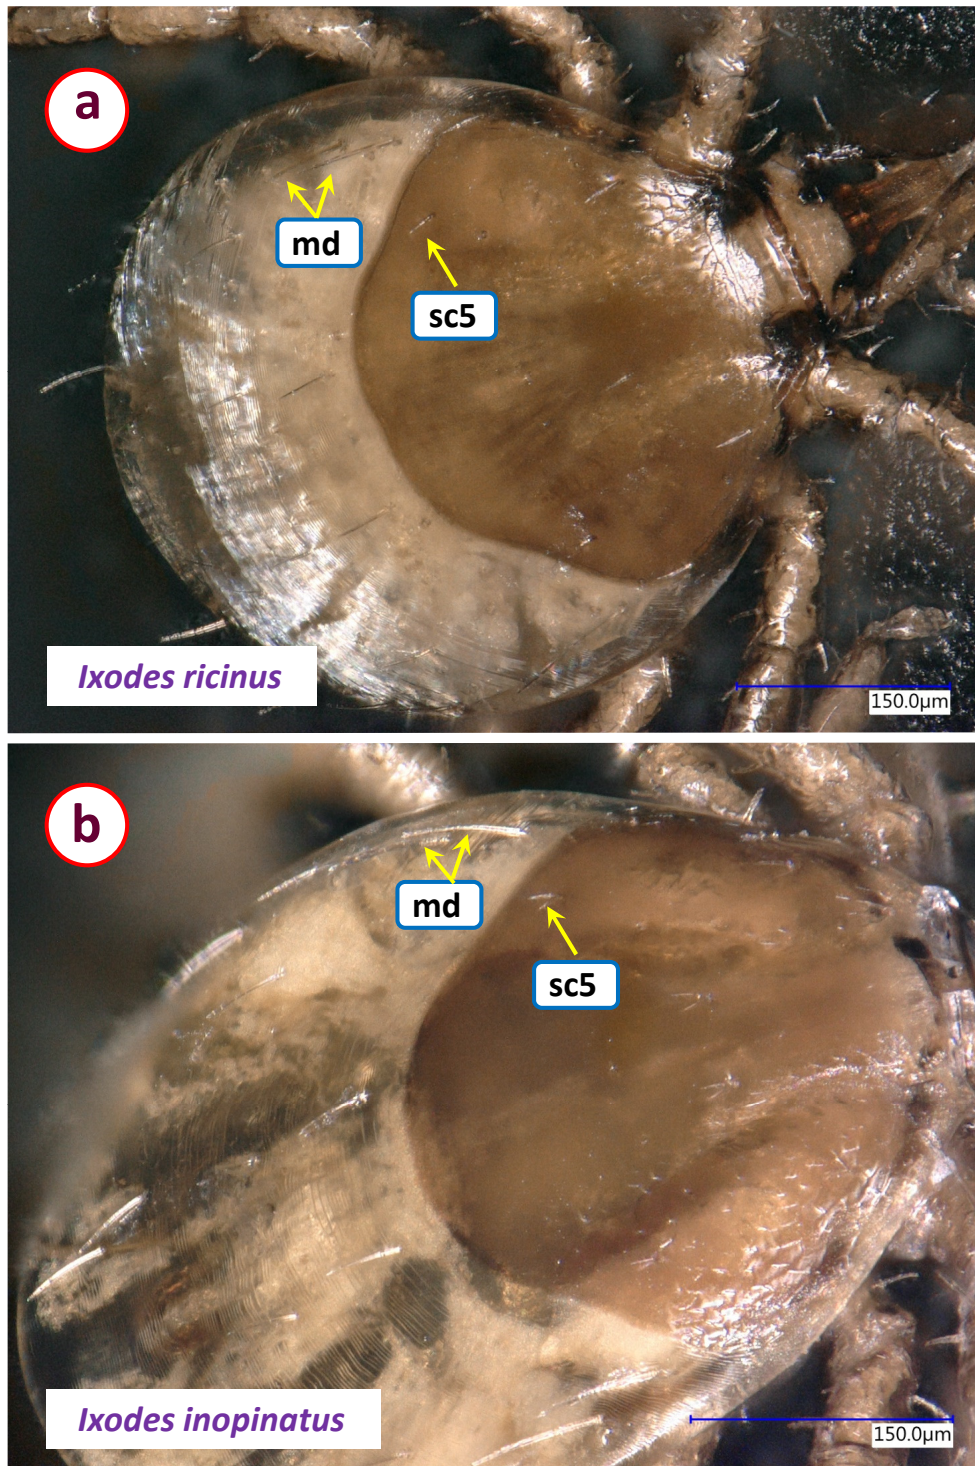 a
md
sc5
Ixodes ricinus
150.0µm
b
md
sc5
Ixodes inopinatus
150.0µm